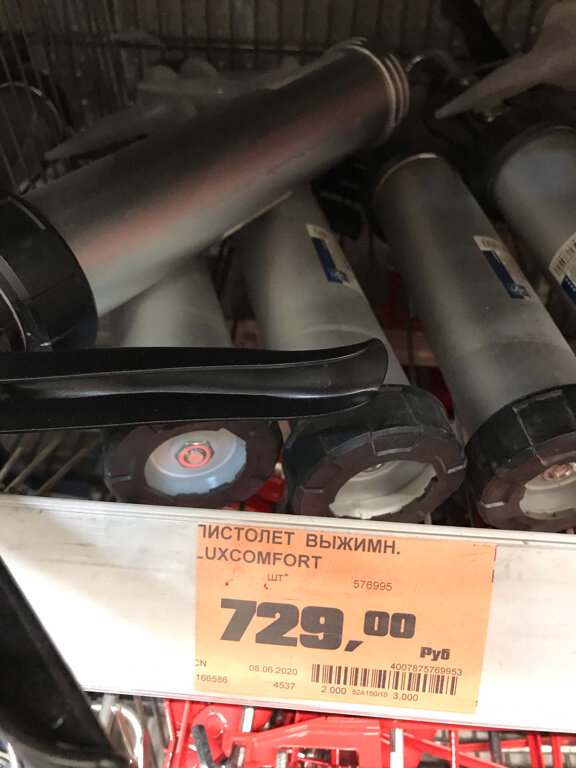 ПИСТОЛЕТ ВЫЖИМН.
LUXCOMFORT
шт* 576995
729,00 Руб
CN 08.06.2020 4007875769953
166586 4537 2.000 52A150/10 3.000